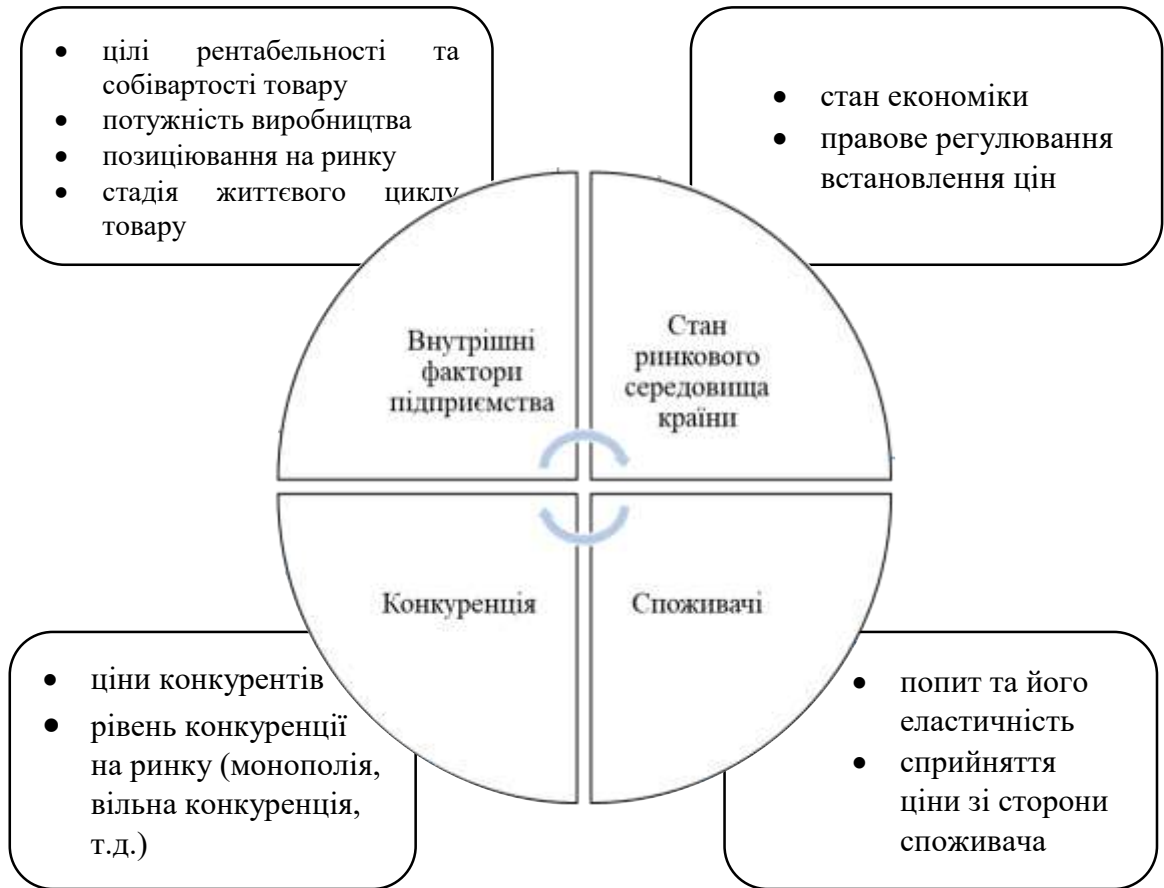 • цілі рентабельності та
собівартості товару
• потужність виробництва
• позиціювання на ринку
• стадія життєвого циклу
товару
• стан економіки
• правове регулювання
встановлення цін
Внутрішні
фактори
підприємства
Стан
ринкового
середовища
країни
Конкуренція
Споживачі
• ціни конкурентів
• рівень конкуренції
на ринку (монополія,
вільна конкуренція,
т.д.)
• попит та його
еластичність
• сприйняття
ціни зі сторони
споживача